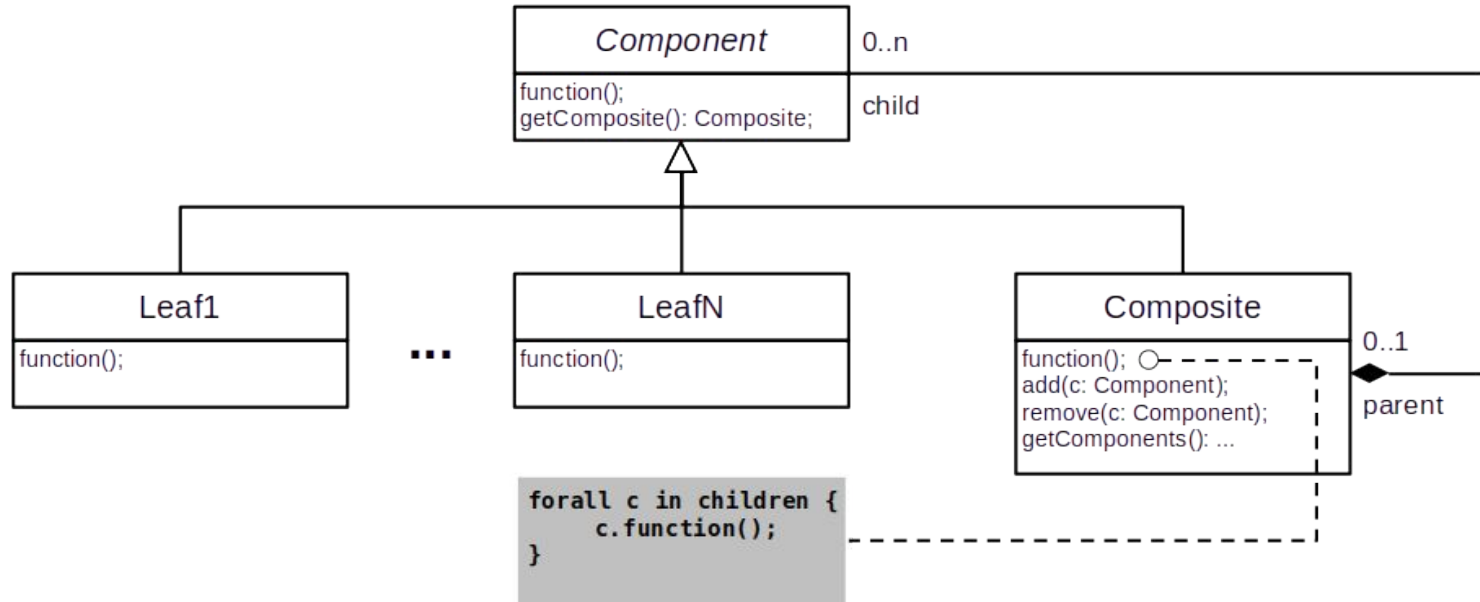 Component
0..n
function();
getComposite(): Composite;
child
Leaf1
function();
...
LeafN
function();
Composite
function();
add(c: Component);
remove(c: Component);
getComponents(): ...
0..1
parent
forall c in children {
    c.function();
}